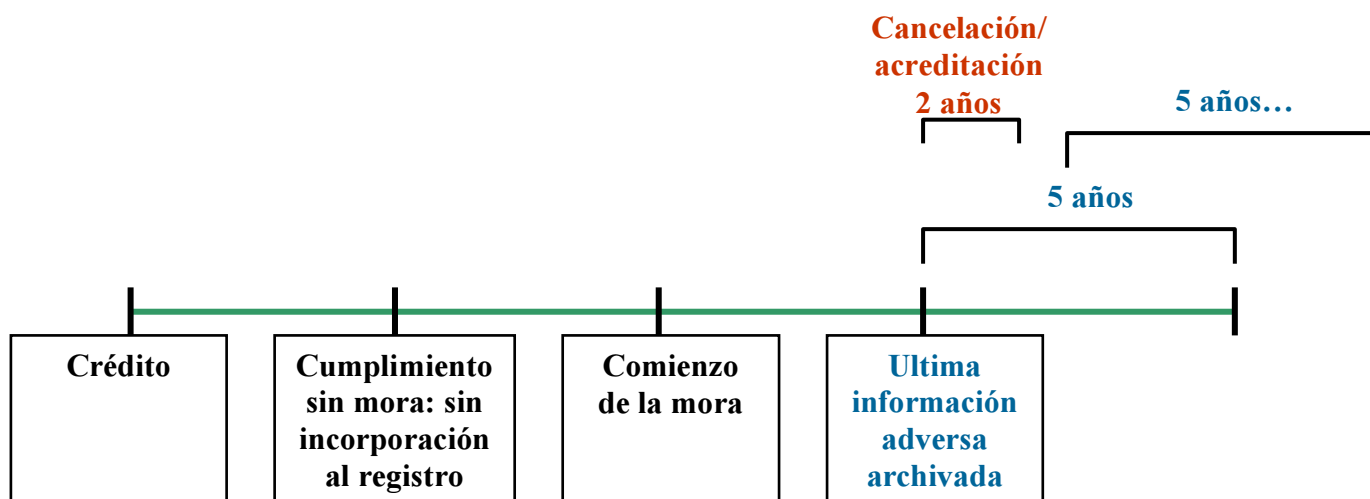 Cancelación/
acreditación
2 años
5 años…
5 años
Crédito
Cumplimiento
sin mora: sin
incorporación
al registro
Comienzo
de la mora
Ultima
información
adversa
archivada